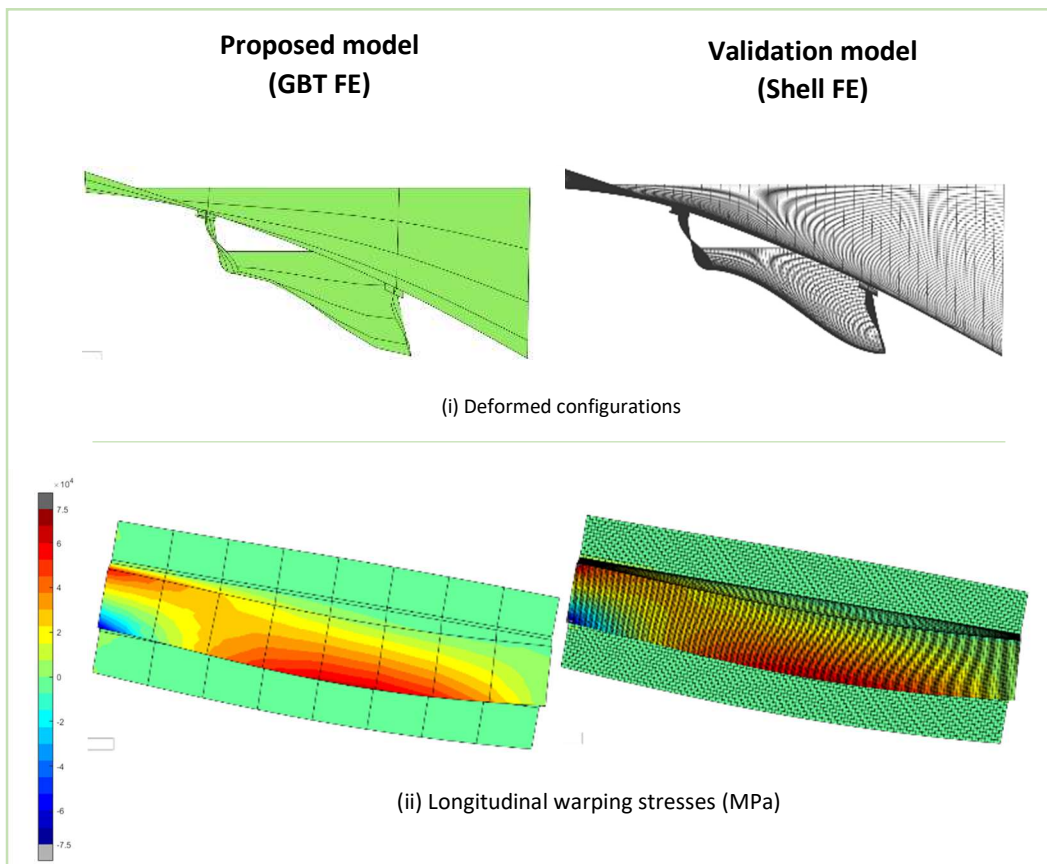 Proposed model
(GBT FE)
Validation model
(Shell FE)
(i) Deformed configurations
× 10⁴
7.5
6
4
2
0
-2
-4
-6
-7.5
(ii) Longitudinal warping stresses (MPa)